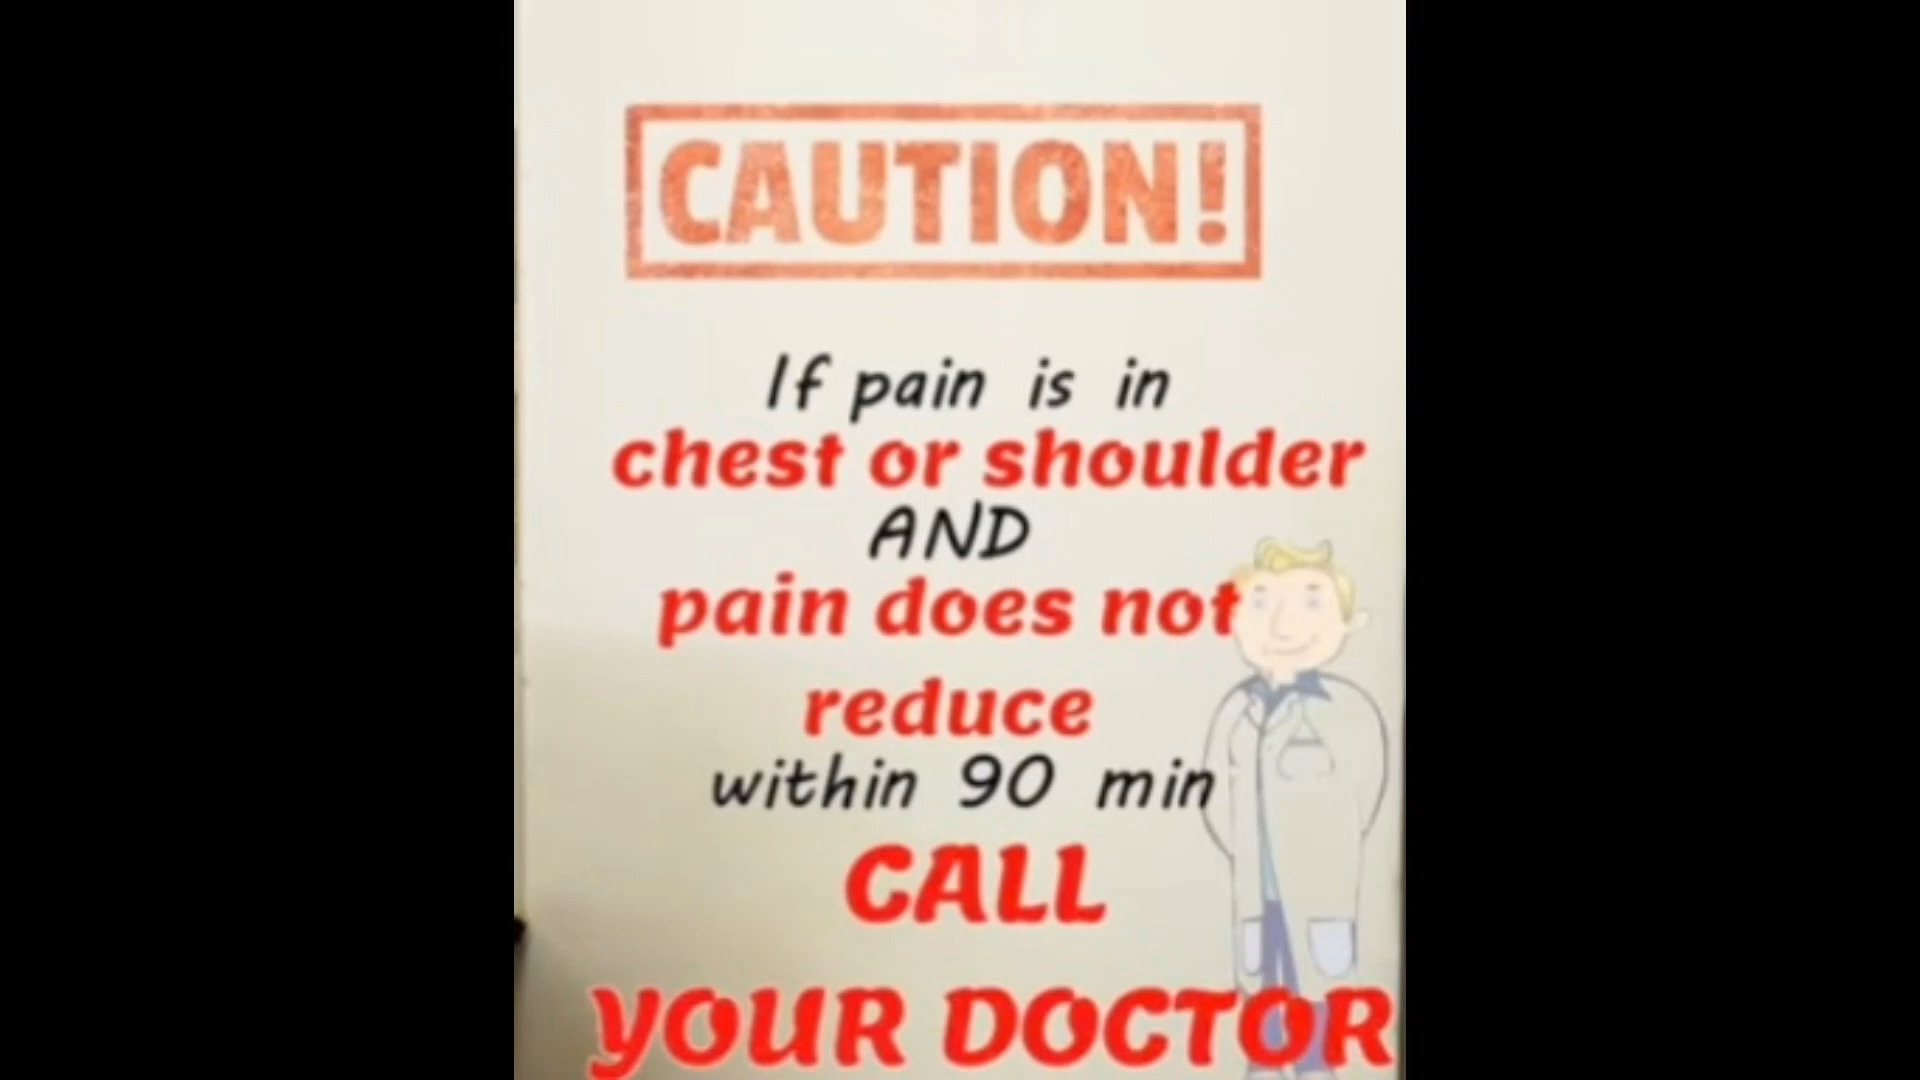 CAUTION!
If pain is in
chest or shoulder
AND
pain does not
reduce
within 90 min
CALL
YOUR DOCTOR